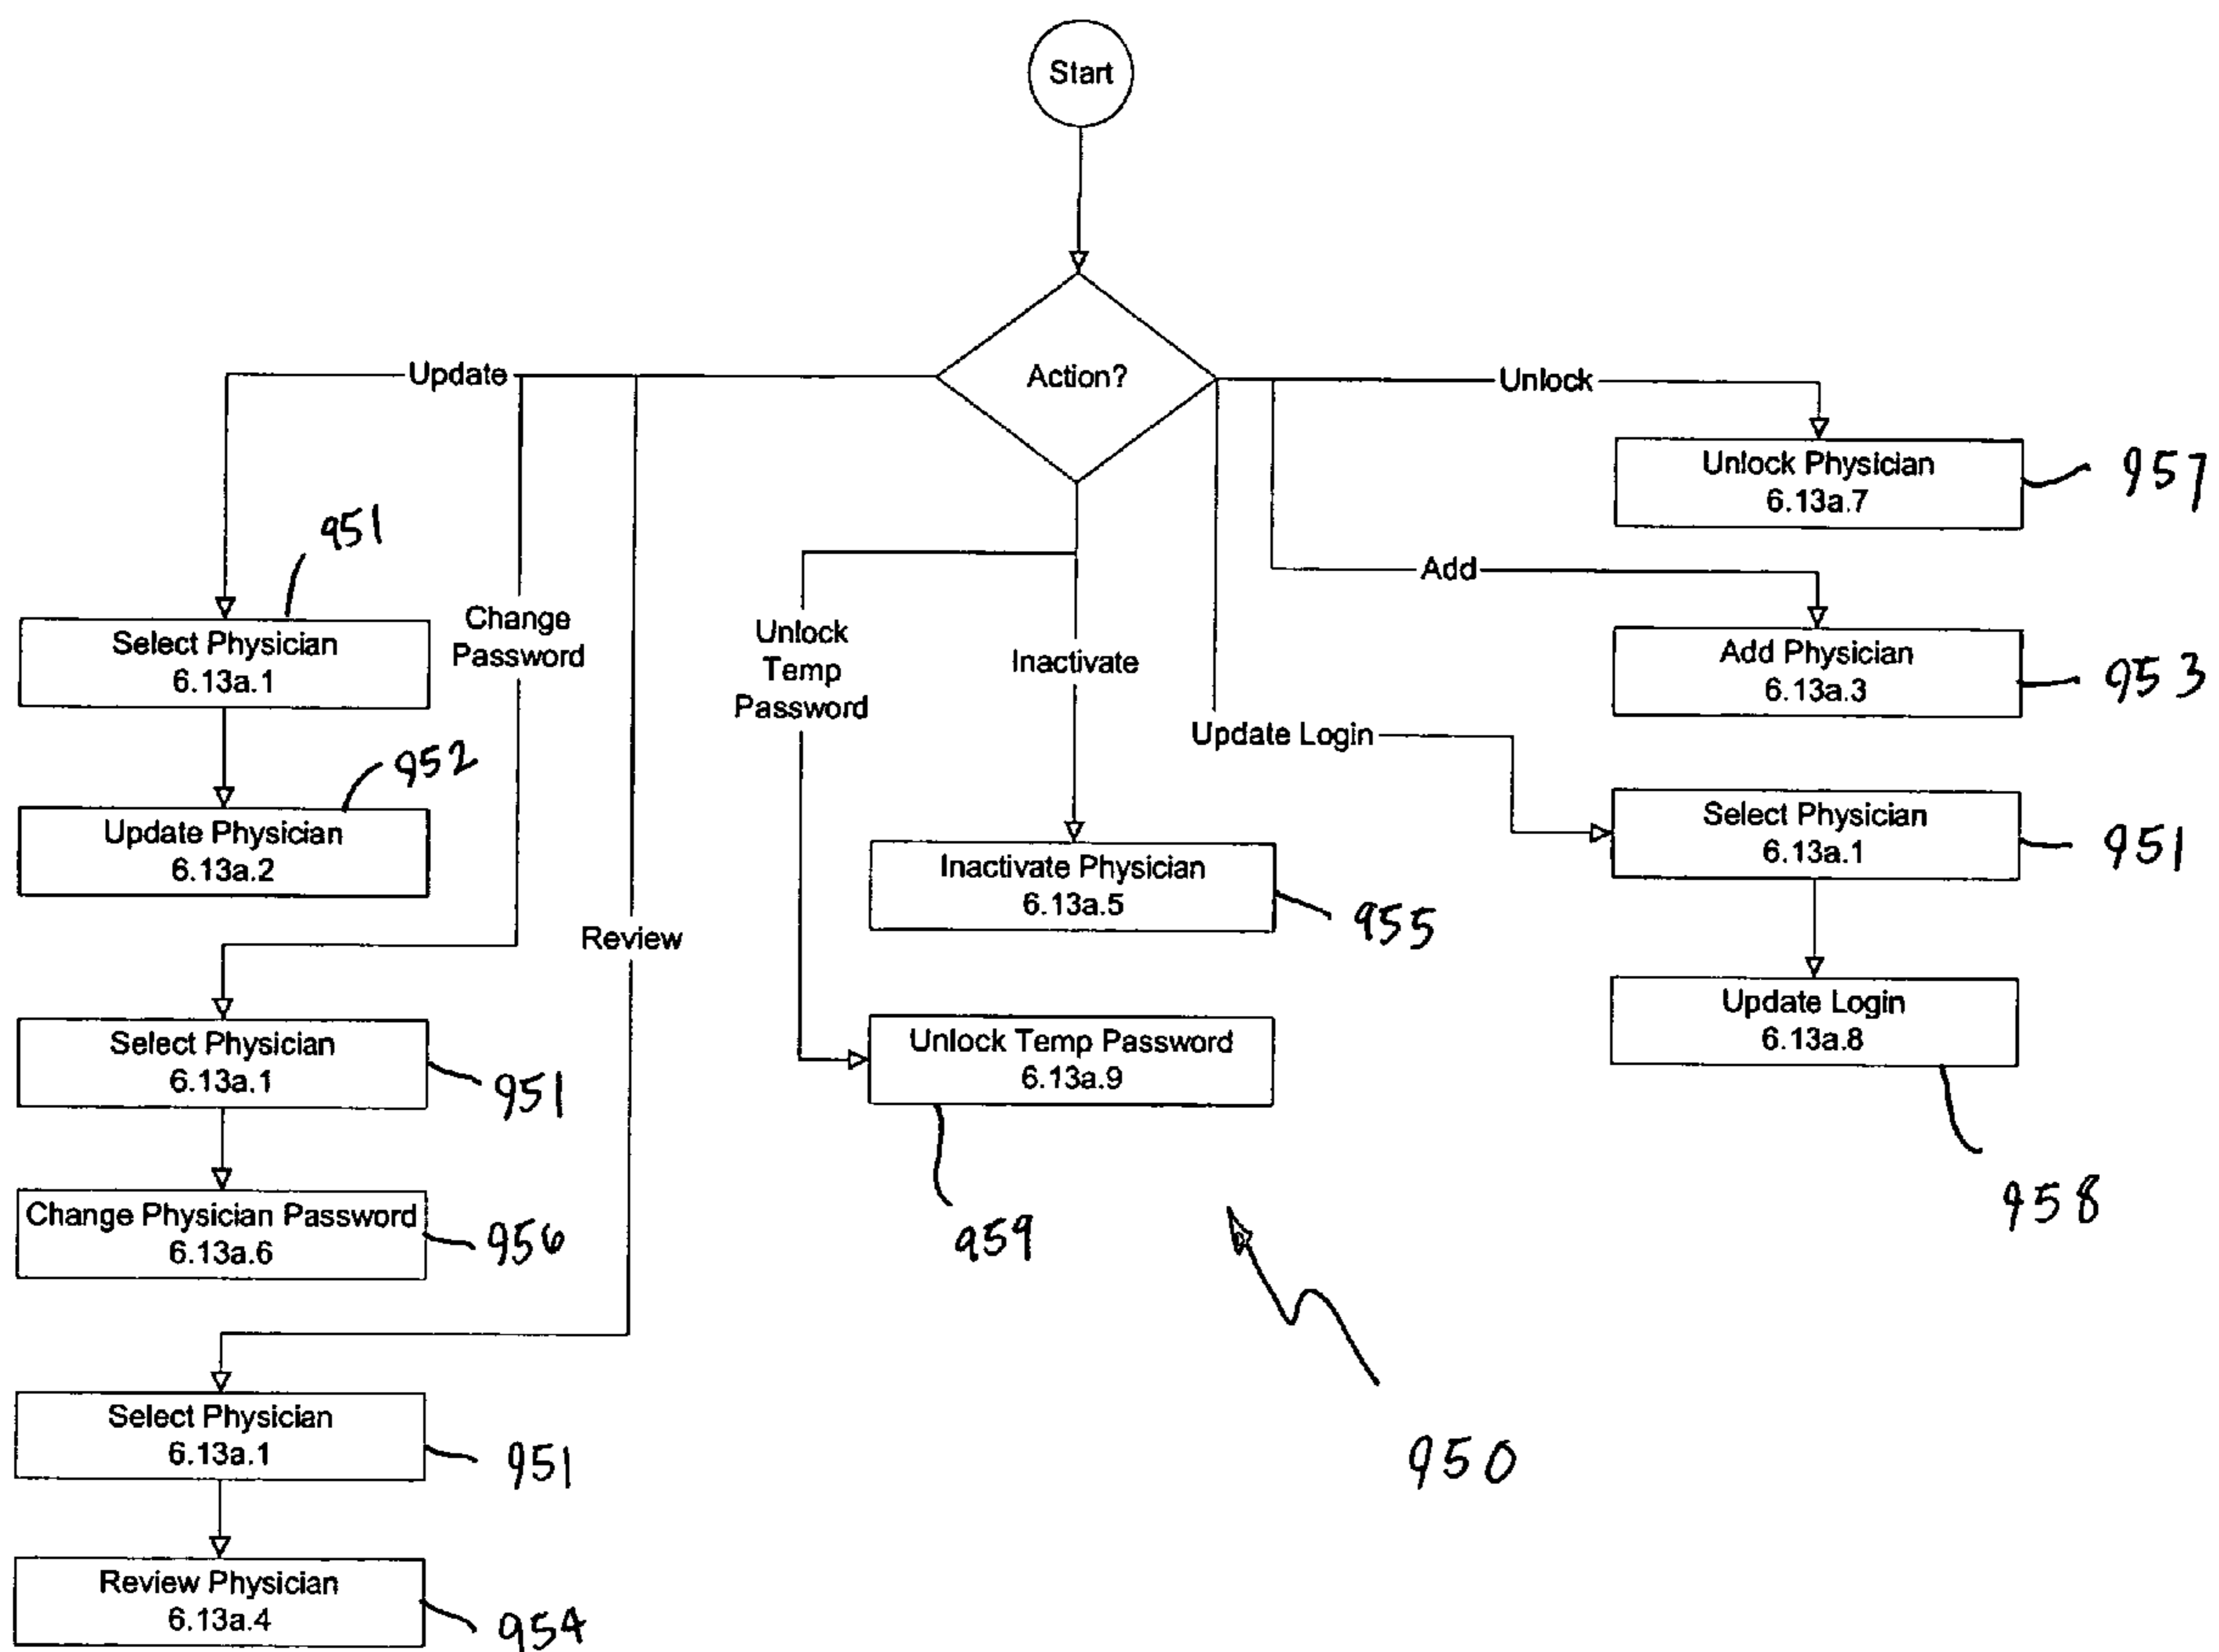 Start
Action?
Update
Unlock
Unlock Physician
6.13a.7
957
951
Select Physician
6.13a.1
Change
Password
Unlock
Temp
Password
Inactivate
Add
Add Physician
6.13a.3
953
Update Login
952
Update Physician
6.13a.2
Inactivate Physician
6.13a.5
955
Select Physician
6.13a.1
951
Review
Select Physician
6.13a.1
951
Unlock Temp Password
6.13a.9
959
Update Login
6.13a.8
958
Change Physician Password
6.13a.6
956
950
Select Physician
6.13a.1
951
Review Physician
6.13a.4
954